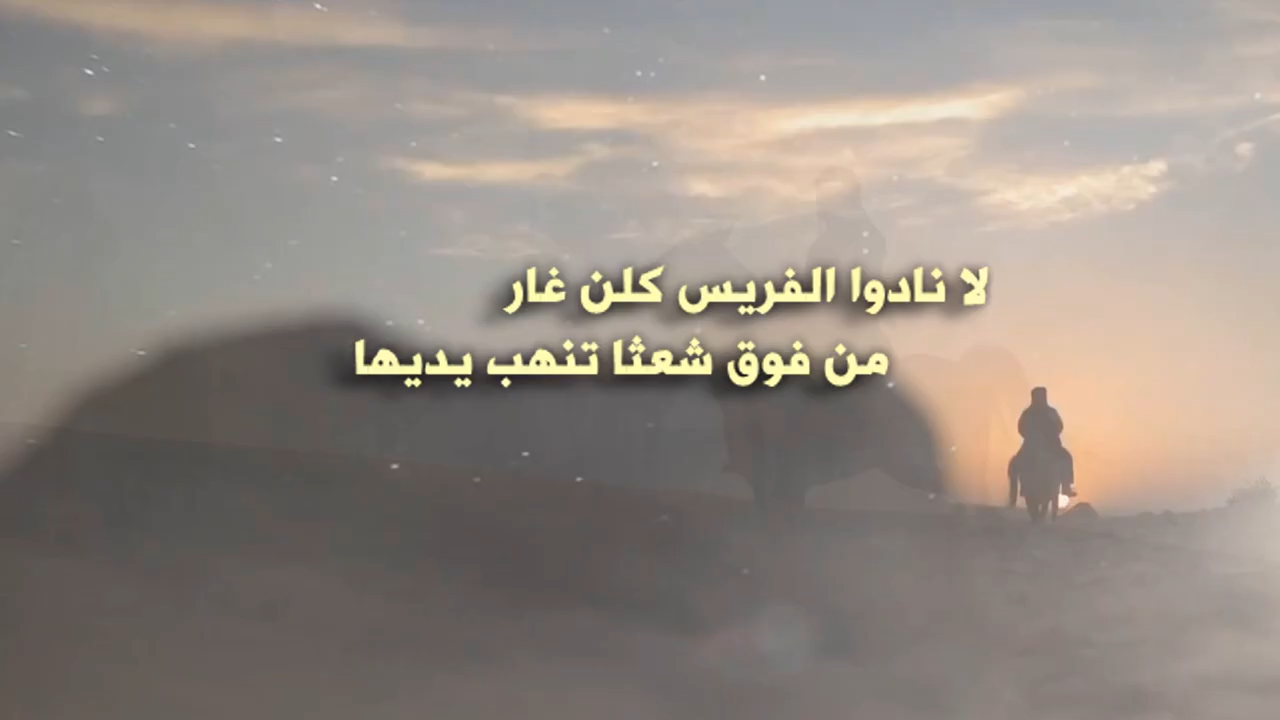 لا نادوا الفريس كلن غار
من فوق شعثا تنهب يديها